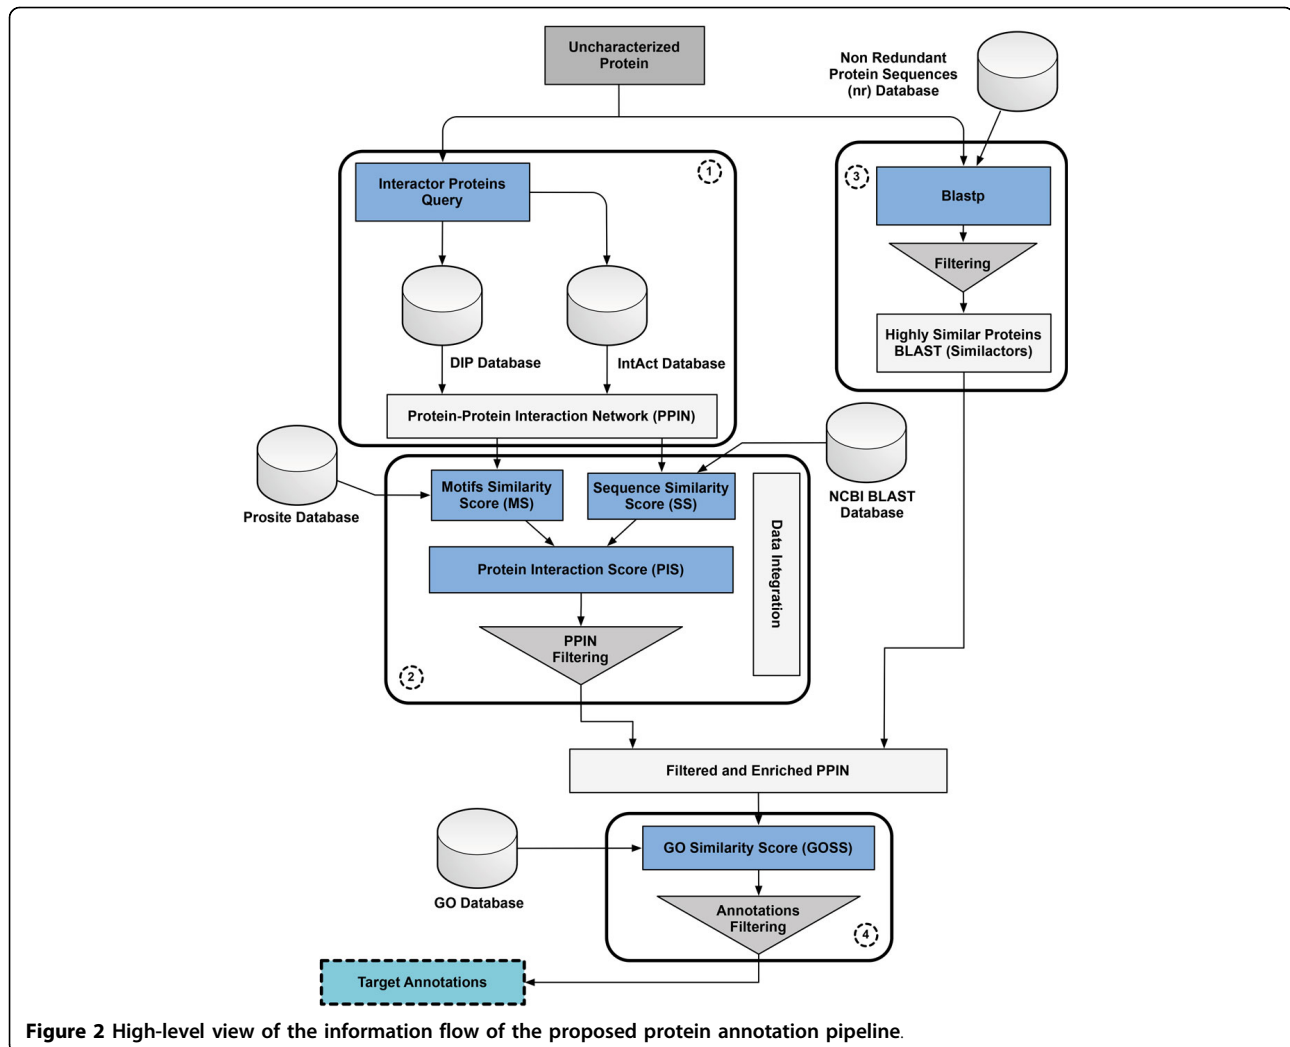 Uncharacterized
Protein
Non Redundant
Protein Sequences
(nr) Database
1
Interactor Proteins
Query
3
Blastp
Filtering
DIP Database
IntAct Database
Highly Similar Proteins
BLAST (Similactors)
Protein-Protein Interaction Network (PPIN)
Prosite Database
Motifs Similarity
Score (MS)
Sequence Similarity
Score (SS)
NCBI BLAST
Database
Data Integration
Protein Interaction Score (PIS)
PPIN
Filtering
2
Filtered and Enriched PPIN
GO Similarity Score (GOSS)
GO Database
Annotations
Filtering
4
Target Annotations
Figure 2 High-level view of the information flow of the proposed protein annotation pipeline.